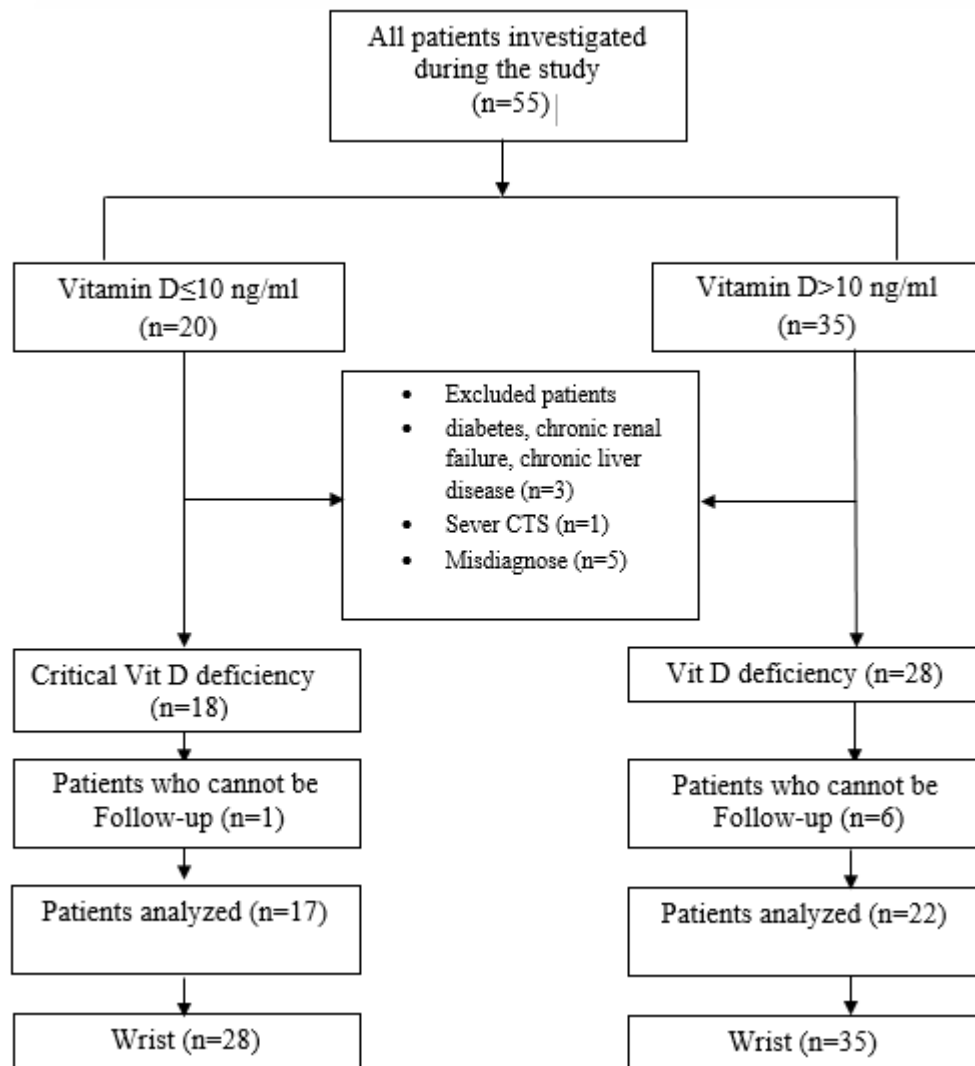 All patients investigated
during the study
(n=55)
Vitamin D≤10 ng/ml
(n=20)
Vitamin D>10 ng/ml
(n=35)
• Excluded patients
• diabetes, chronic renal
failure, chronic liver
disease (n=3)
• Sever CTS (n=1)
• Misdiagnose (n=5)
Critical Vit D deficiency
(n=18)
Vit D deficiency (n=28)
Patients who cannot be
Follow-up (n=1)
Patients who cannot be
Follow-up (n=6)
Patients analyzed (n=17)
Patients analyzed (n=22)
Wrist (n=28)
Wrist (n=35)